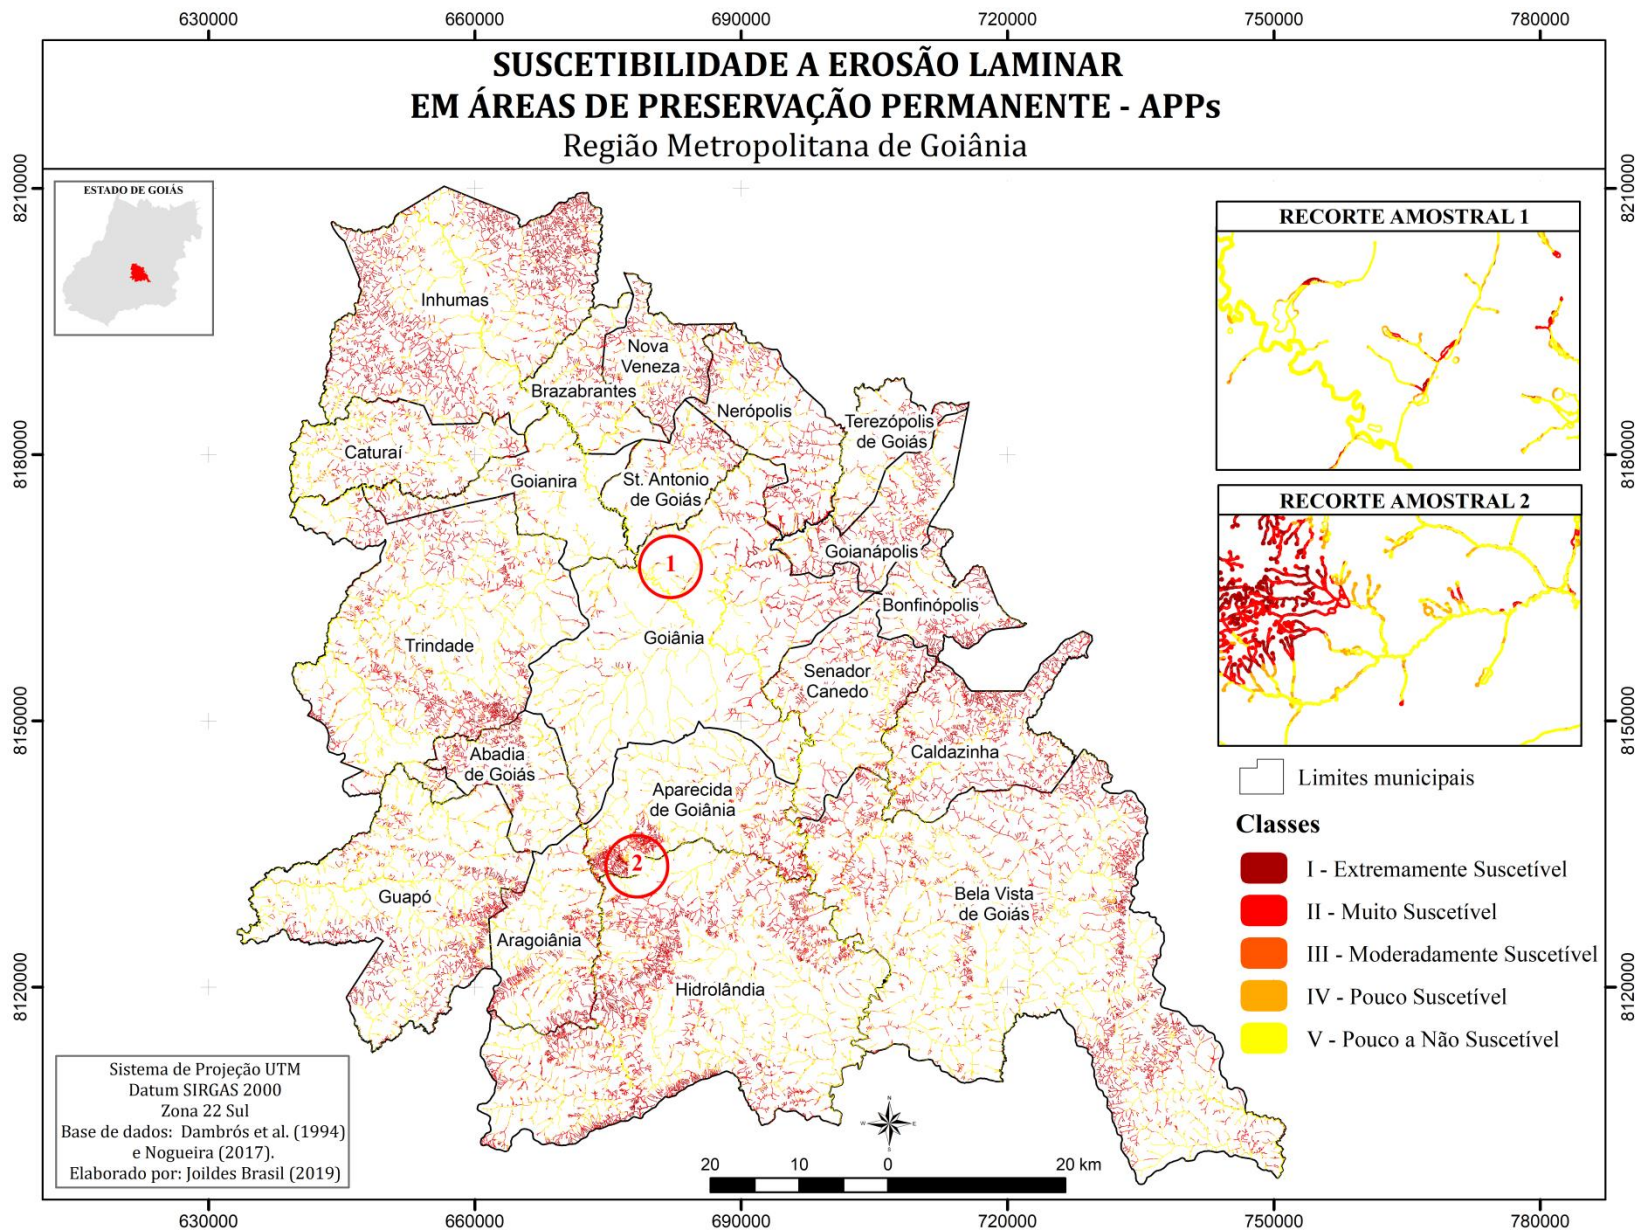 630000 660000 690000 720000 750000 780000
SUSCETIBILIDADE A EROSÃO LAMINAR
EM ÁREAS DE PRESERVAÇÃO PERMANENTE - APPs
Região Metropolitana de Goiânia
8210000
8210000
ESTADO DE GOIÁS
RECORTE AMOSTRAL 1
Inhumas
Nova
Veneza
Brazabrantes
Nerópolis
Terezópolis
de Goiás
Caturaí
8180000
8180000
Goianira
St. Antonio
de Goiás
RECORTE AMOSTRAL 2
Goianápolis
1
Bonfinópolis
Goiânia
Trindade
Senador
Canedo
8150000
8150000
Abadia
de Goiás
Caldazinha
Limites municipais
Aparecida
de Goiânia
Classes
2
I - Extremamente Suscetível
Guapó
Bela Vista
de Goiás
II - Muito Suscetível
Aragoiânia
III - Moderadamente Suscetível
8120000
8120000
Hidrolândia
IV - Pouco Suscetível
V - Pouco a Não Suscetível
Sistema de Projeção UTM
Datum SIRGAS 2000
Zona 22 Sul
Base de dados: Dambrós et al. (1994)
e Nogueira (2017).
Elaborado por: Joildes Brasil (2019)
N
W E
S
20 10 0 20 km
630000 660000 690000 720000 750000 780000